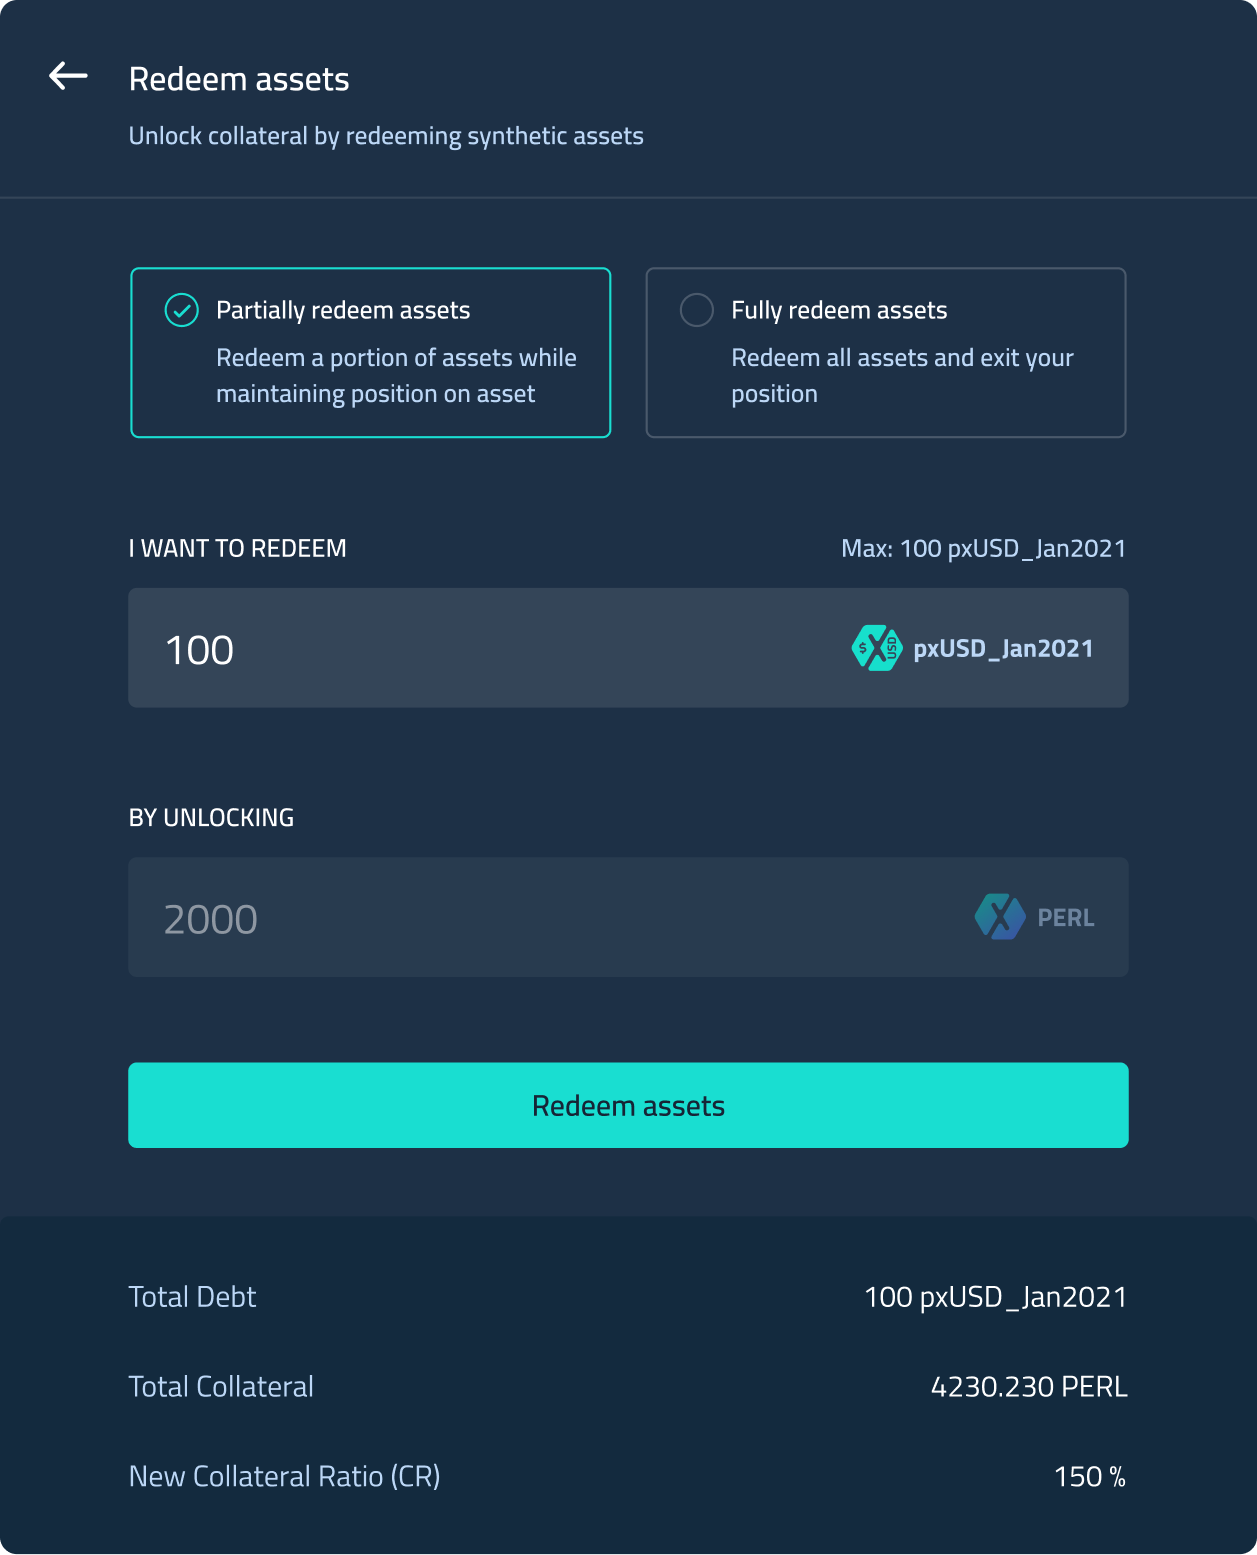 Redeem assets
Unlock collateral by redeeming synthetic assets
Partially redeem assets
Redeem a portion of assets while
maintaining position on asset
Fully redeem assets
Redeem all assets and exit your
position
I WANT TO REDEEM
Max: 100 pxUSD_Jan2021
100
$ X USD pxUSD_Jan2021
BY UNLOCKING
2000
X PERL
Redeem assets
Total Debt
100 pxUSD_Jan2021
Total Collateral
4230.230 PERL
New Collateral Ratio (CR)
150 %